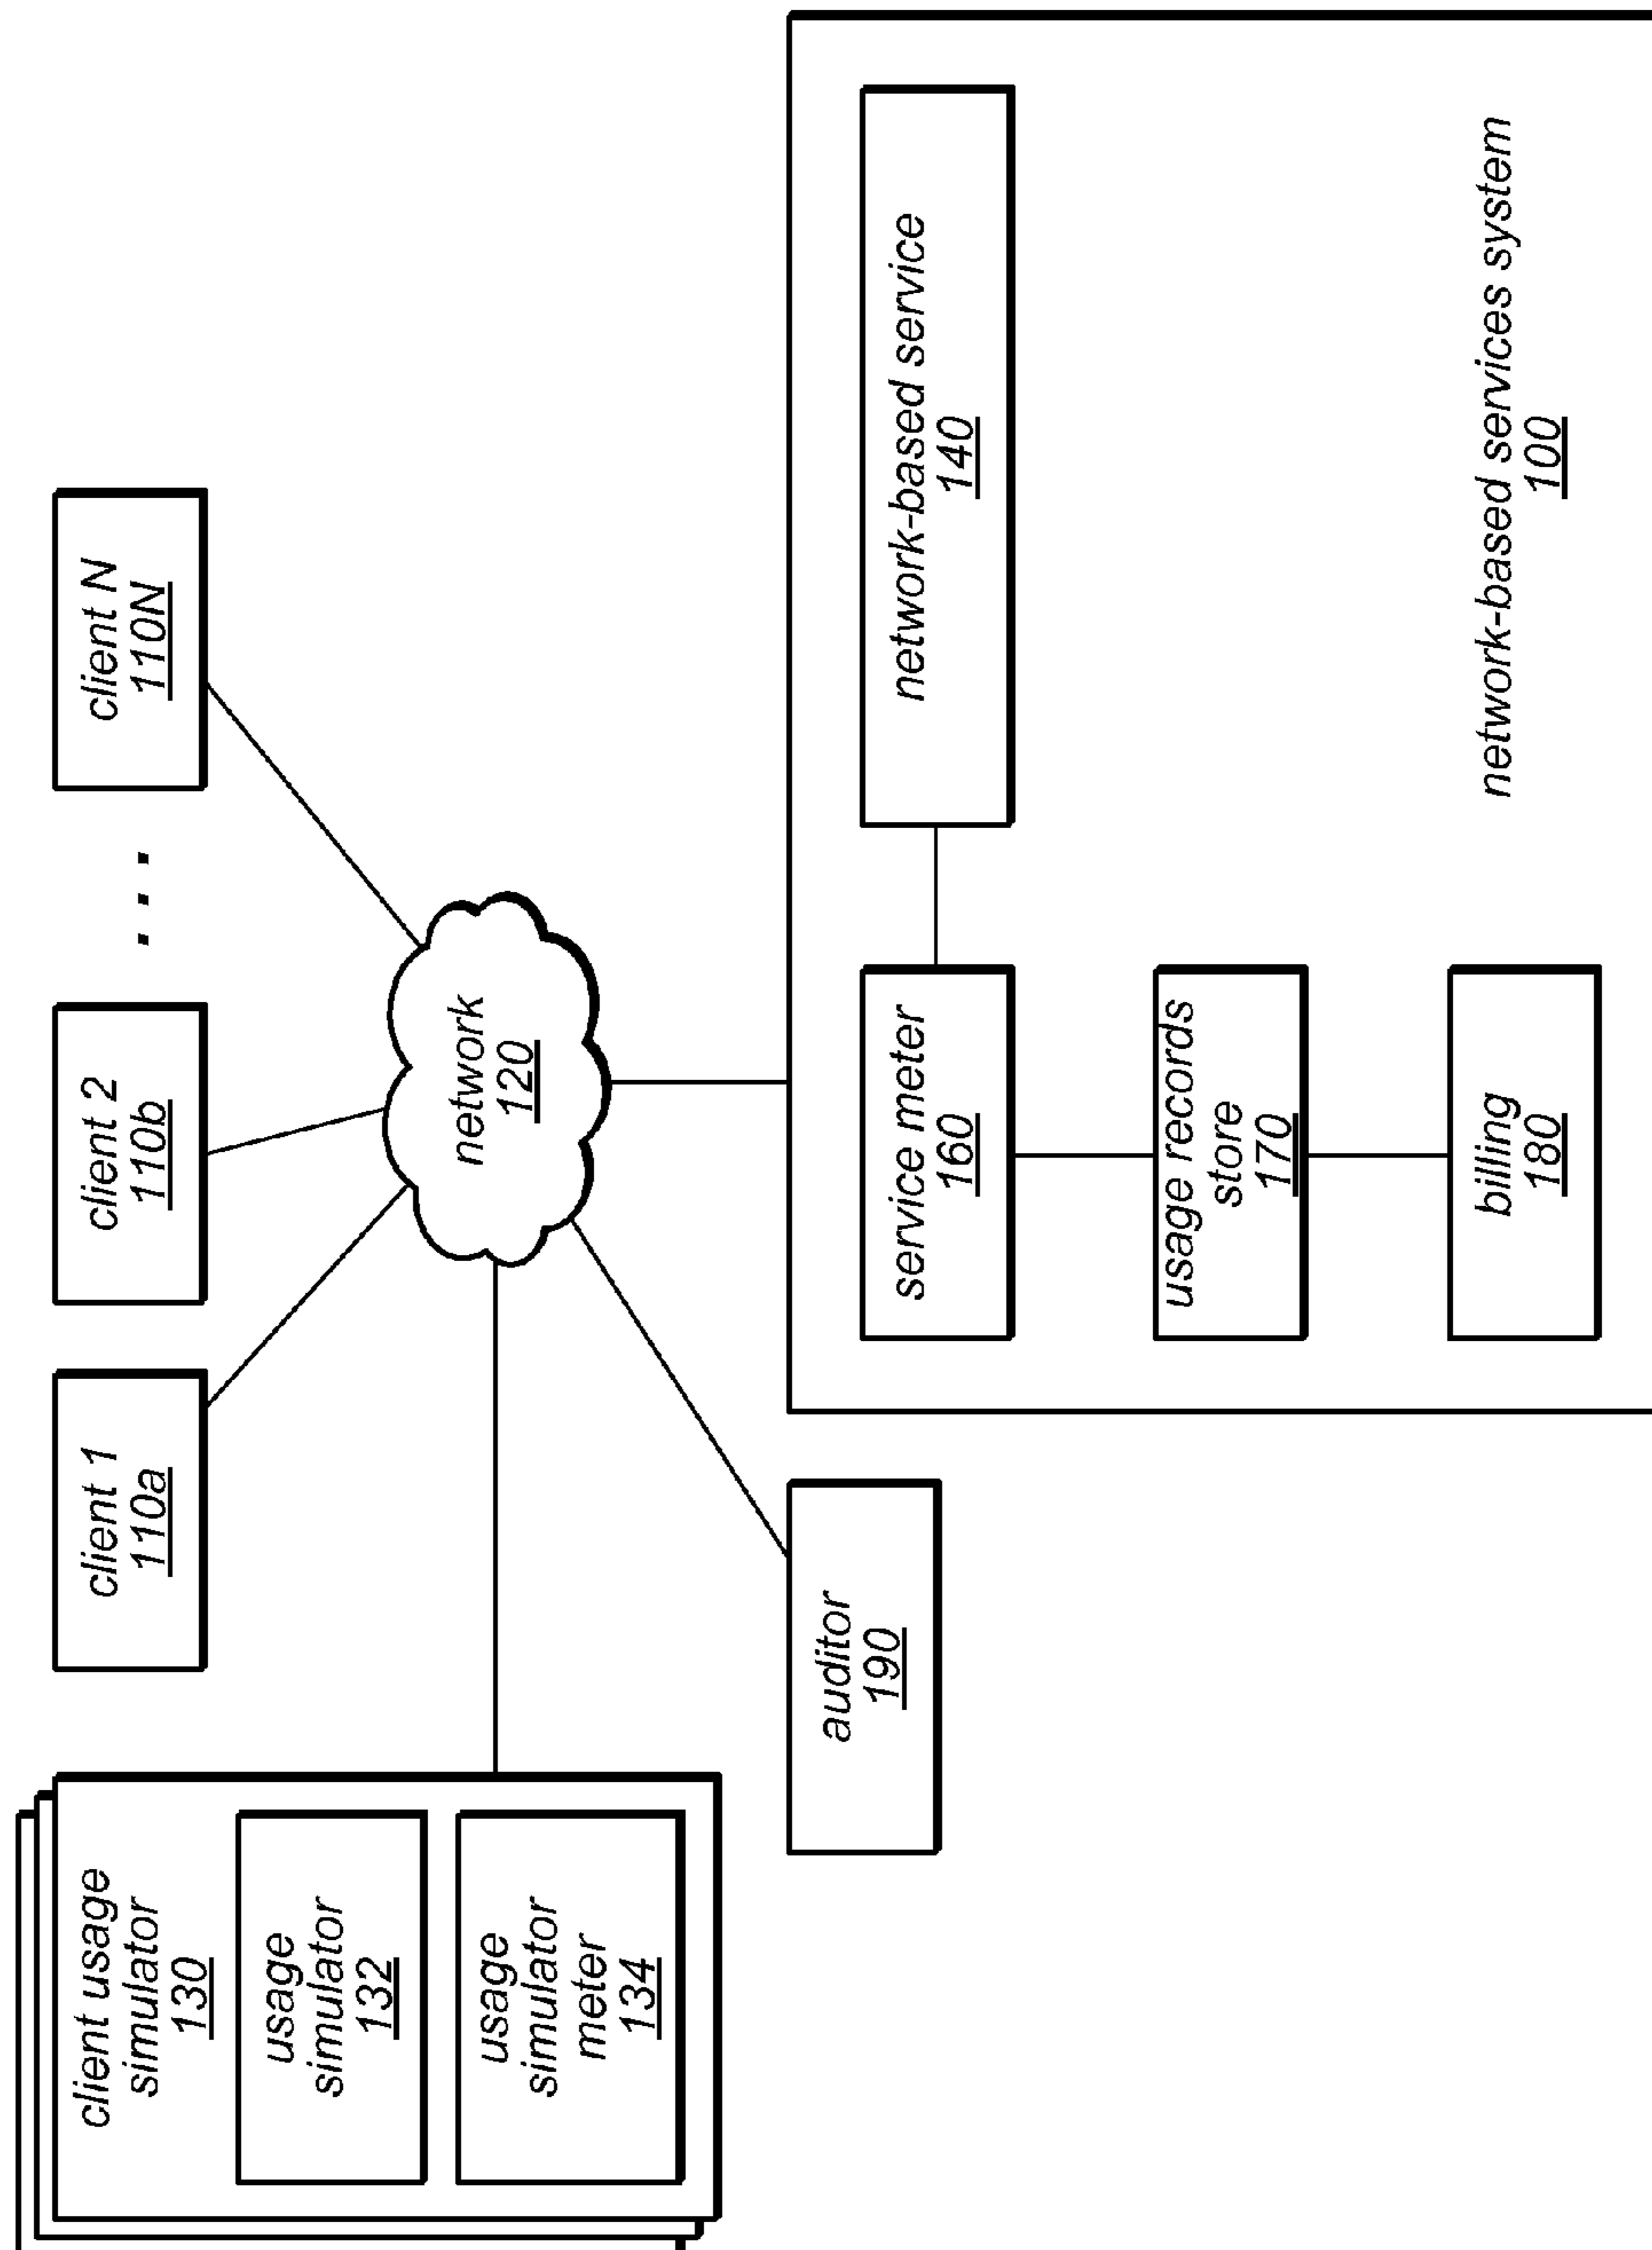 client usage
simulator
130
usage
simulator
132
usage
simulator
meter
134
client 1
110a
client 2
110b
. . .
client N
110N
network
120
auditor
190
service meter
160
network-based service
140
usage records
store
170
billing
180
network-based services system
100